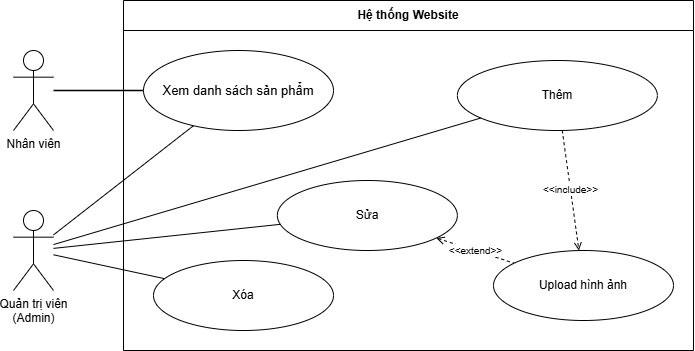 Hệ thống Website
Xem danh sách sản phẩm
Thêm
Nhân viên
<<include>>
Sửa
<<extend>>
Upload hình ảnh
Xóa
Quản trị viên
(Admin)